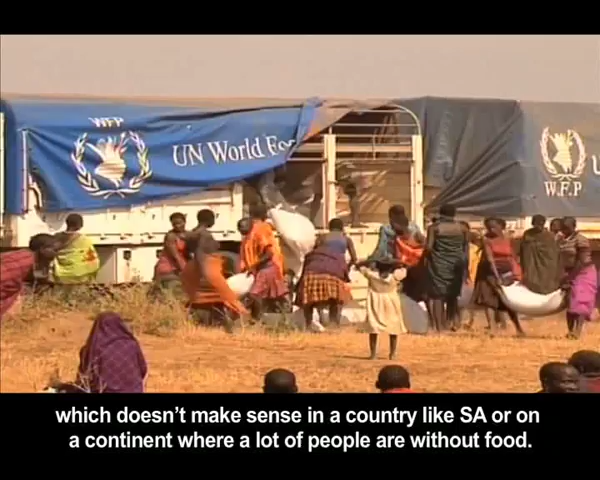 WFP
UN World Fo
W.F.P
which doesn't make sense in a country like SA or on
a continent where a lot of people are without food.